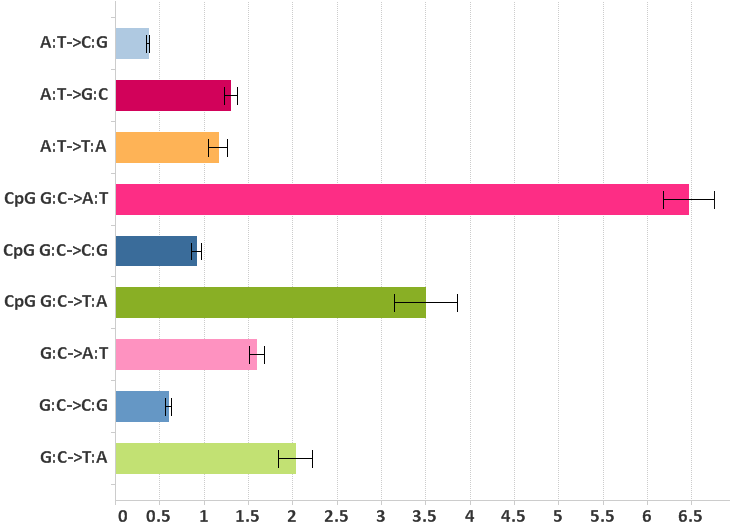 A:T->C:G
A:T->G:C
A:T->T:A
CpG G:C->A:T
CpG G:C->C:G
CpG G:C->T:A
G:C->A:T
G:C->C:G
G:C->T:A
0 0.5 1 1.5 2 2.5 3 3.5 4 4.5 5 5.5 6 6.5